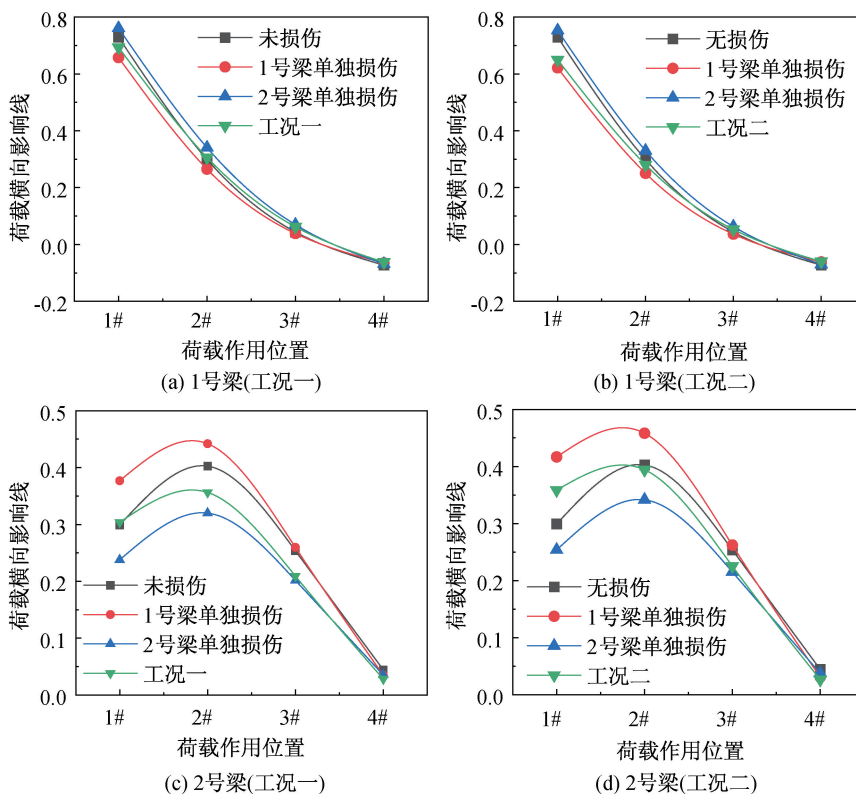 荷载横向影响线
0.8
0.6
0.4
0.2
0.0
-0.2
未损伤
1号梁单独损伤
2号梁单独损伤
工况一
1# 2# 3# 4#
荷载作用位置
(a) 1号梁(工况一)
荷载横向影响线
0.8
0.6
0.4
0.2
0.0
-0.2
无损伤
1号梁单独损伤
2号梁单独损伤
工况二
1# 2# 3# 4#
荷载作用位置
(b) 1号梁(工况二)
荷载横向影响线
0.5
0.4
0.3
0.2
0.1
0.0
未损伤
1号梁单独损伤
2号梁单独损伤
工况一
1# 2# 3# 4#
荷载作用位置
(c) 2号梁(工况一)
荷载横向影响线
0.5
0.4
0.3
0.2
0.1
0.0
无损伤
1号梁单独损伤
2号梁单独损伤
工况二
1# 2# 3# 4#
荷载作用位置
(d) 2号梁(工况二)